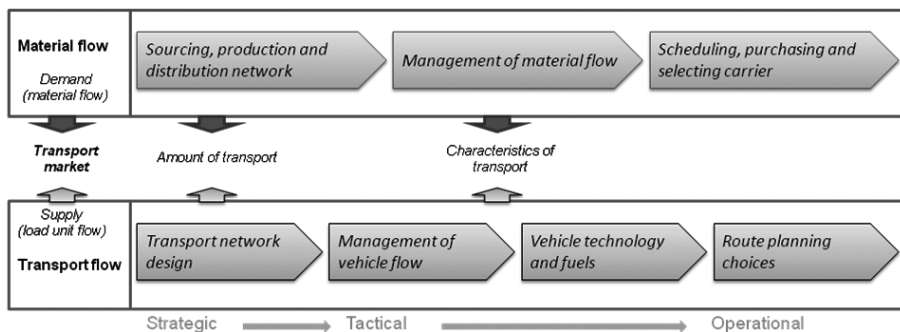 Material flow
Demand
(material flow)
Sourcing, production and
distribution network
Management of material flow
Scheduling, purchasing and
selecting carrier
Transport
market
Amount of transport
Characteristics of
transport
Supply
(load unit flow)
Transport flow
Transport network
design
Management of
vehicle flow
Vehicle technology
and fuels
Route planning
choices
Strategic
Tactical
Operational